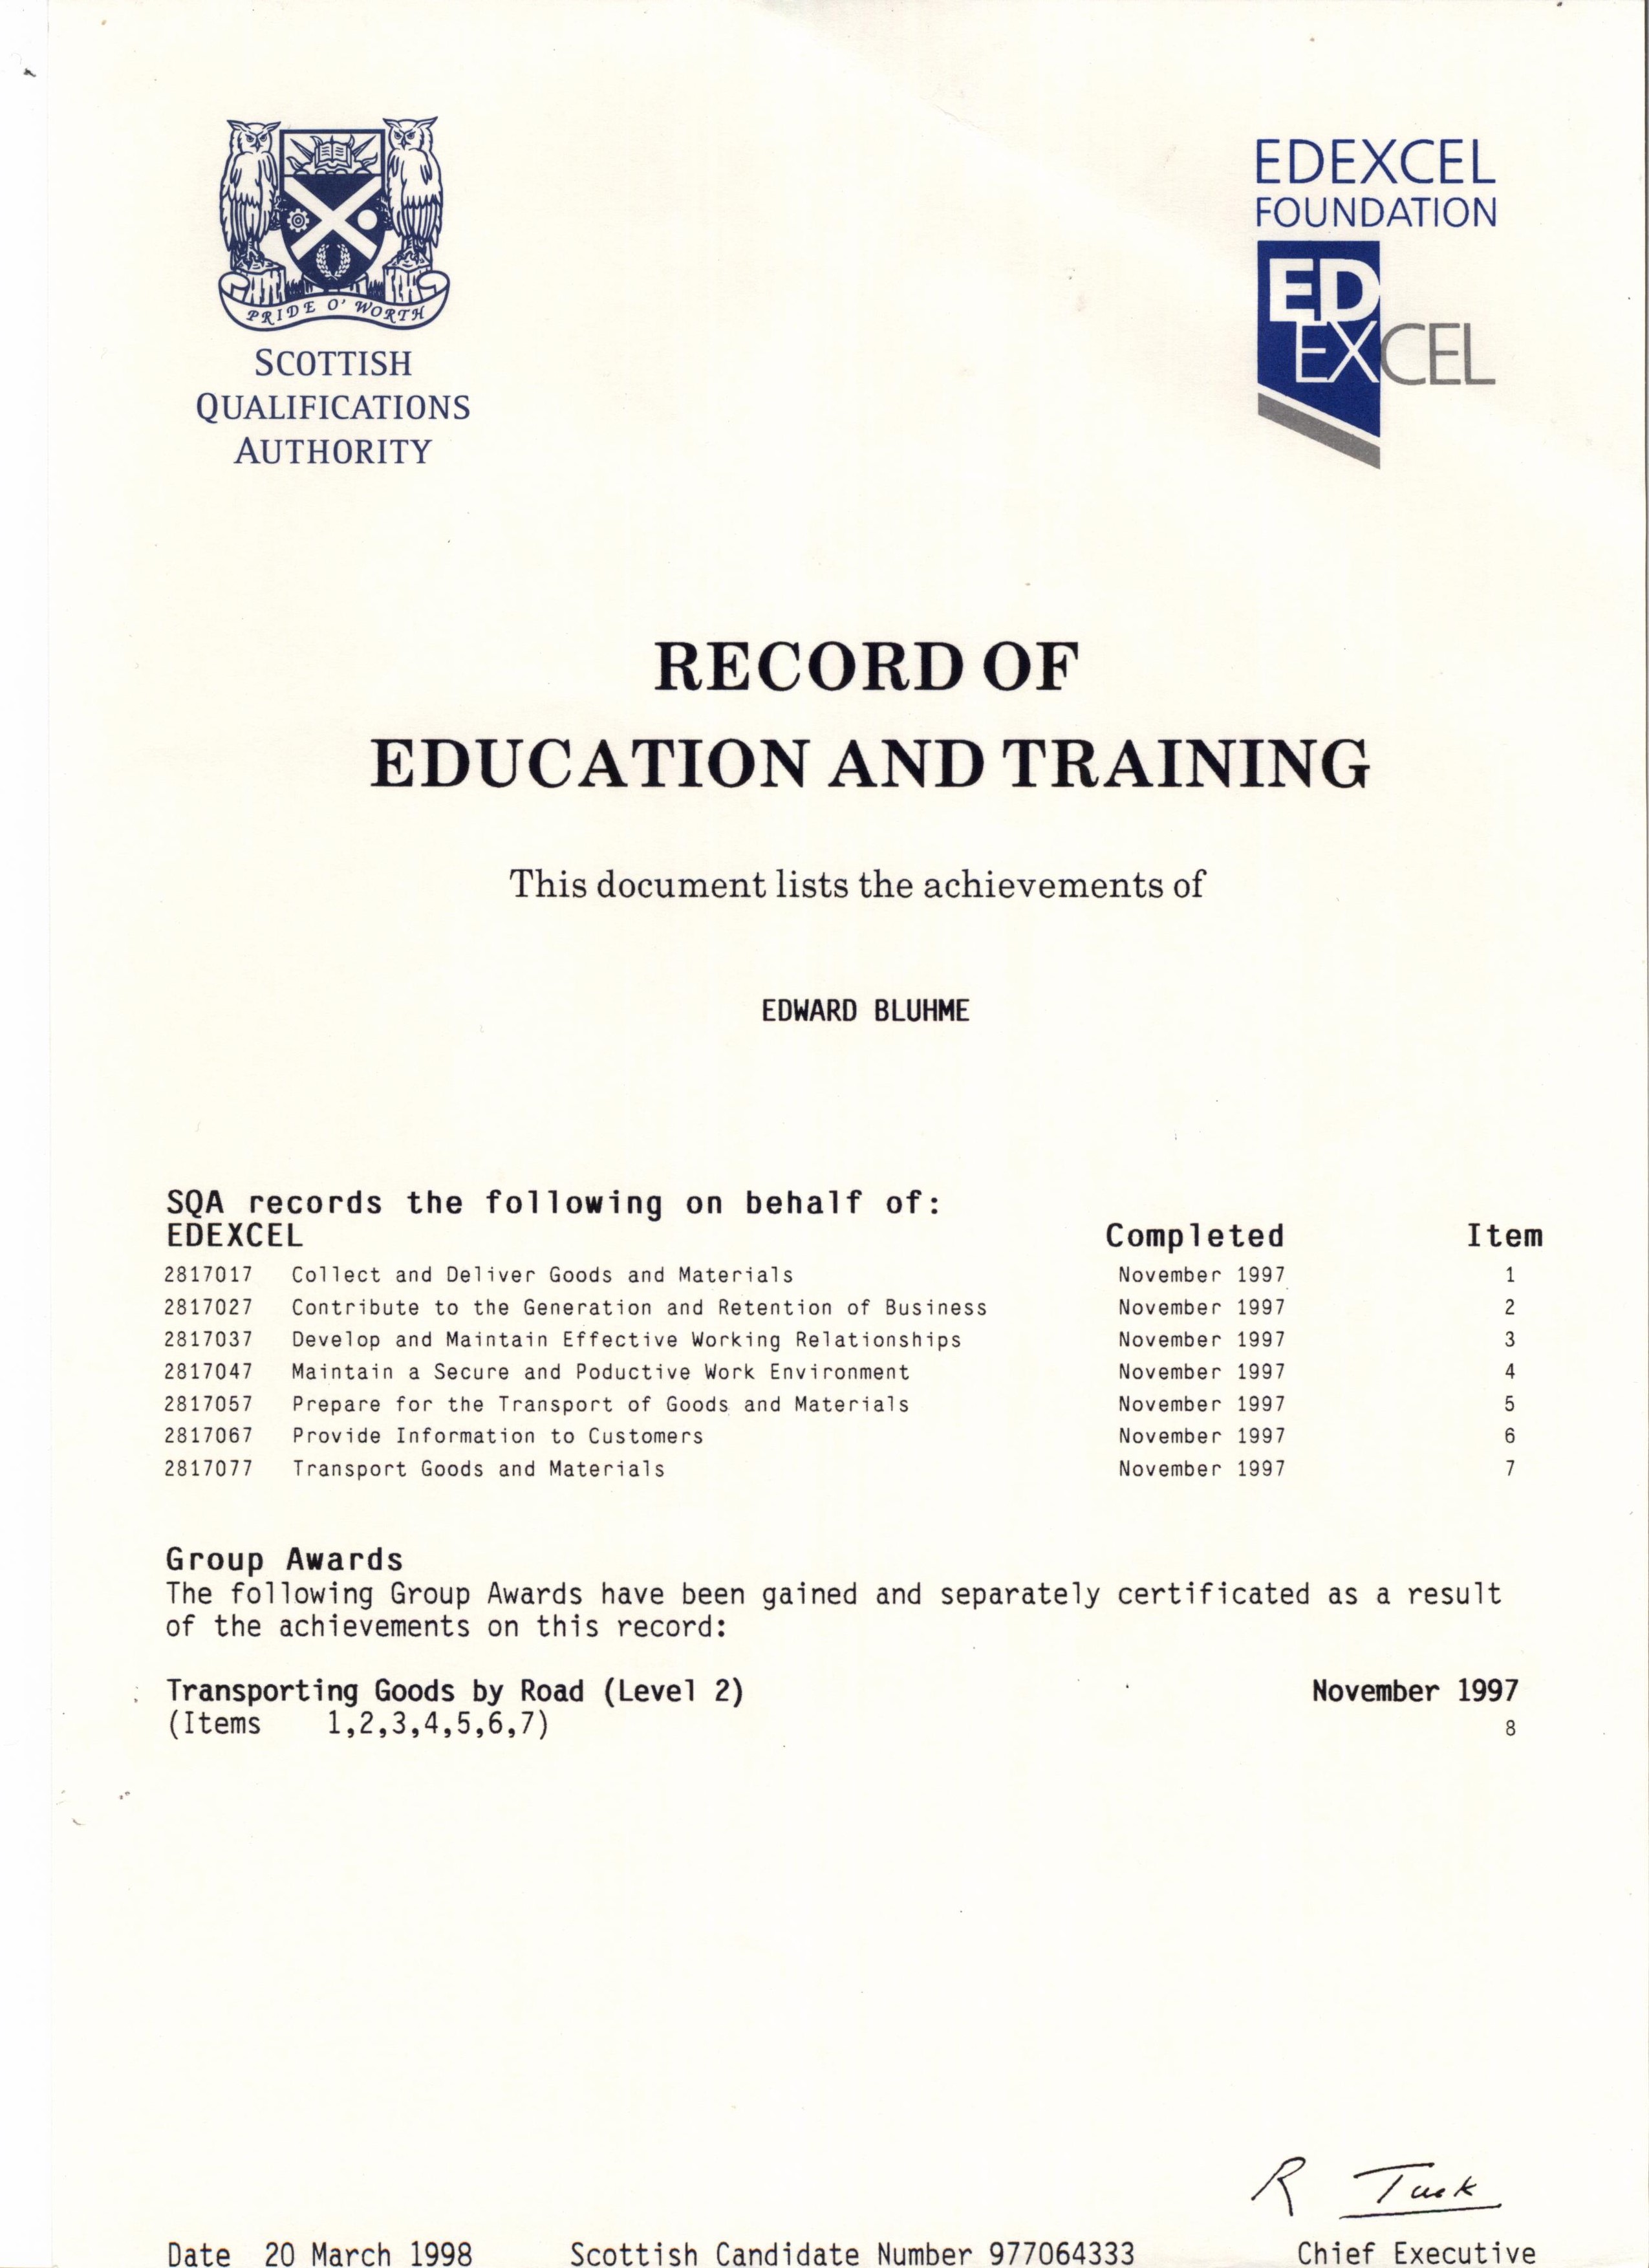 PRIDE O' WORTH
SCOTTISH
QUALIFICATIONS
AUTHORITY
EDEXCEL
FOUNDATION
ED
EXCEL
RECORD OF
EDUCATION AND TRAINING
This document lists the achievements of
EDWARD BLUHME
SQA records the following on behalf of:
EDEXCEL Completed Item
2817017 Collect and Deliver Goods and Materials November 1997 1
2817027 Contribute to the Generation and Retention of Business November 1997 2
2817037 Develop and Maintain Effective Working Relationships November 1997 3
2817047 Maintain a Secure and Poductive Work Environment November 1997 4
2817057 Prepare for the Transport of Goods and Materials November 1997 5
2817067 Provide Information to Customers November 1997 6
2817077 Transport Goods and Materials November 1997 7
Group Awards
The following Group Awards have been gained and separately certificated as a result
of the achievements on this record:
Transporting Goods by Road (Level 2) November 1997
(Items 1,2,3,4,5,6,7) 8
R Tuck
Date 20 March 1998 Scottish Candidate Number 977064333 Chief Executive